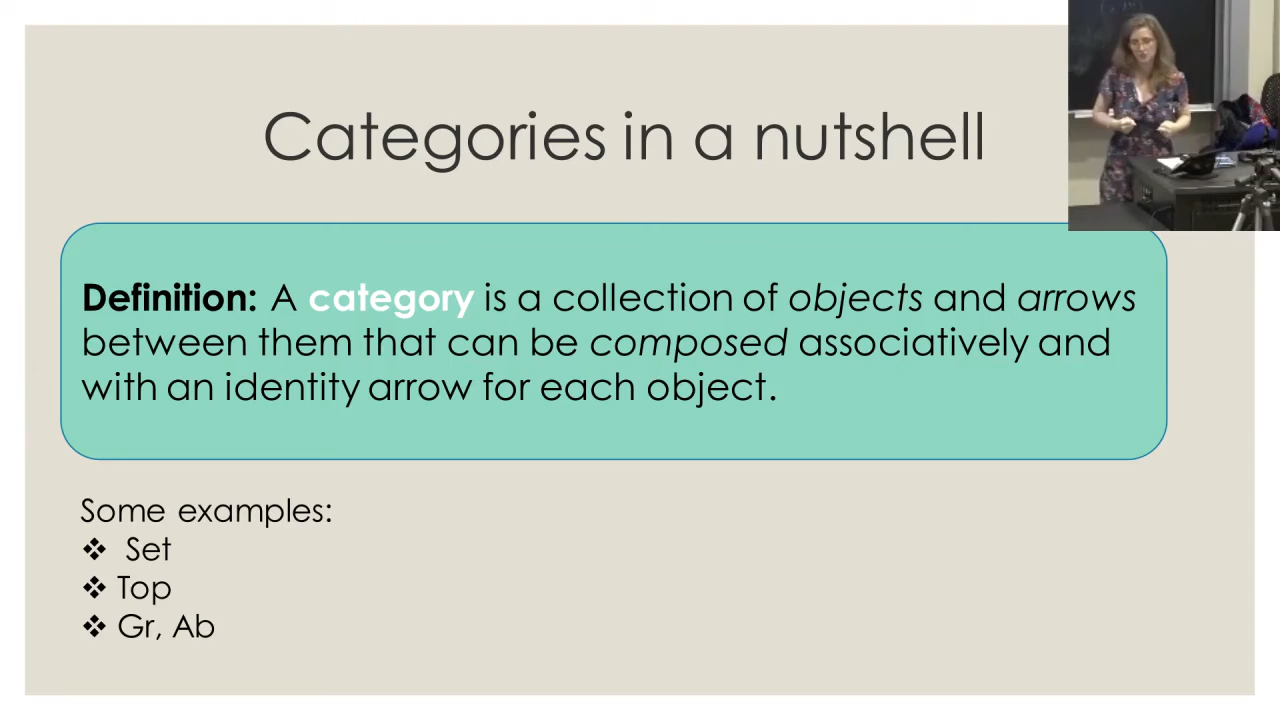 Categories in a nutshell
Definition: A category is a collection of objects and arrows
between them that can be composed associatively and
with an identity arrow for each object.
Some examples:
❖ Set
❖ Top
❖ Gr, Ab